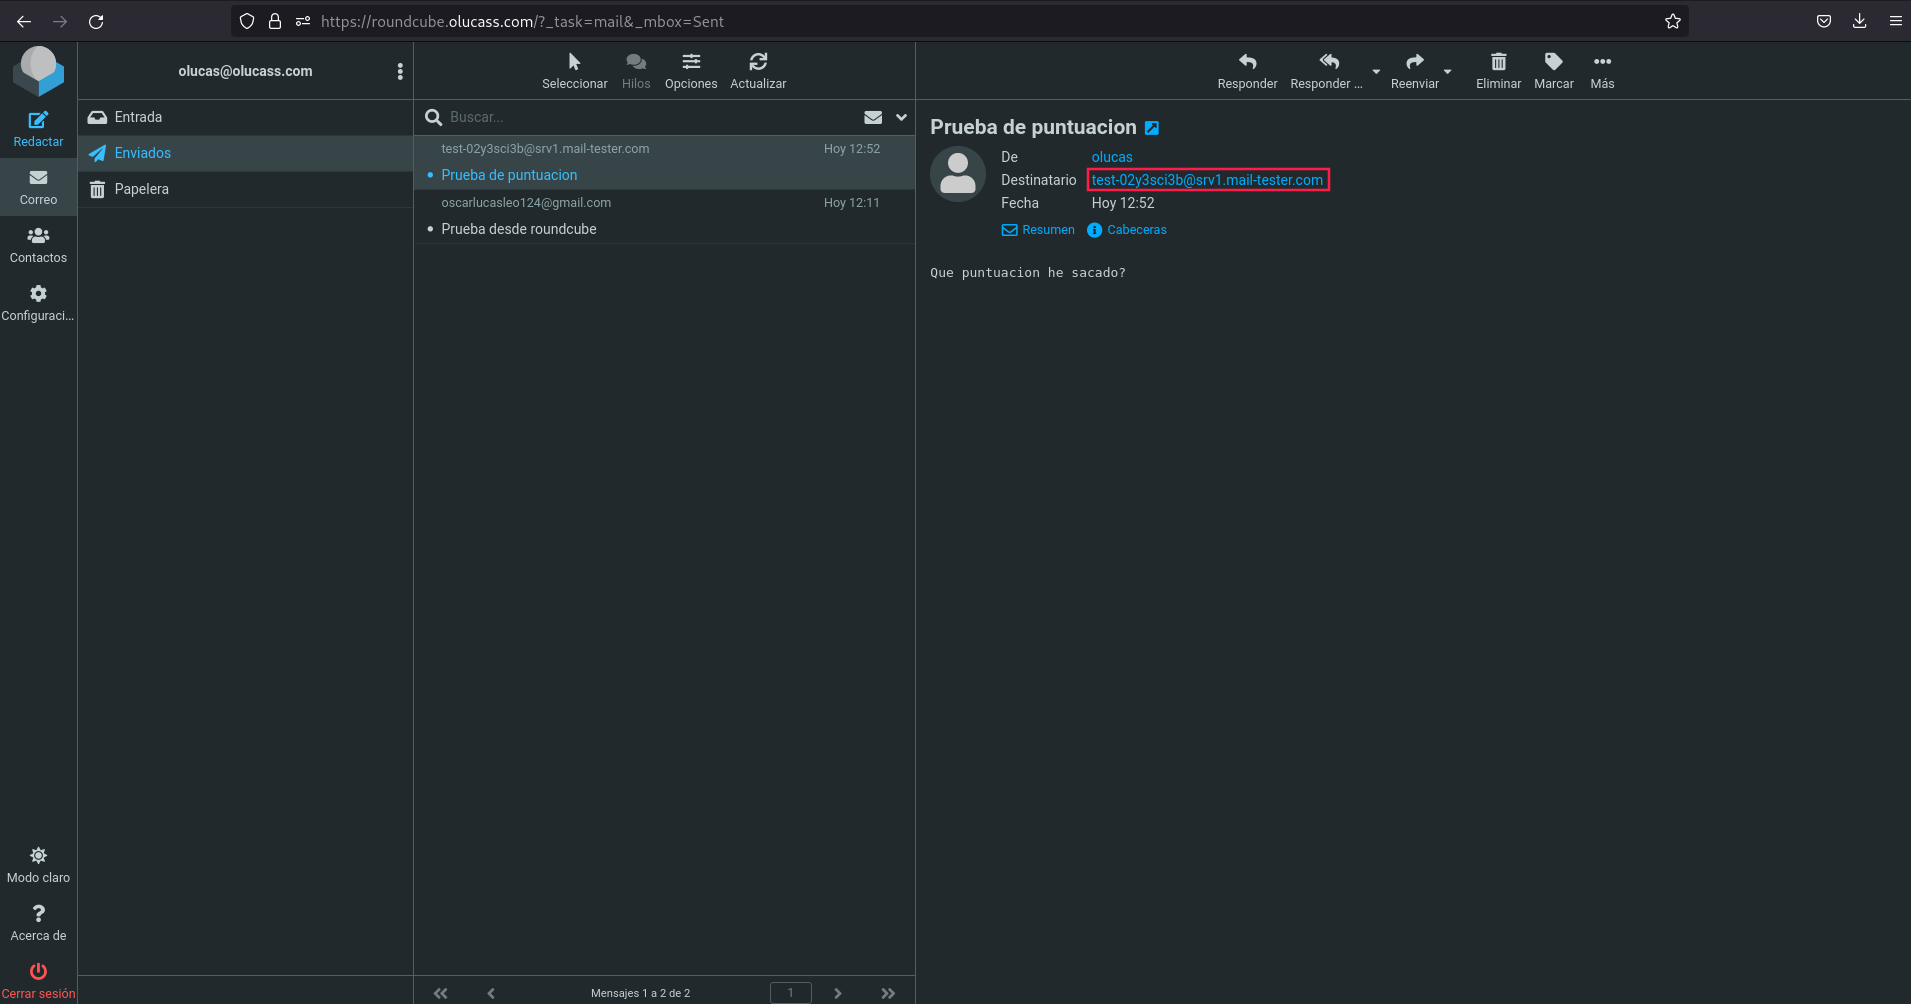 https://roundcube.olucass.com/?_task=mail&_mbox=Sent
olucas@olucass.com
Redactar
Correo
Contactos
Configuraci...
Modo claro
Acerca de
Cerrar sesión
Entrada
Enviados
Papelera
Seleccionar Hilos Opciones Actualizar
Buscar...
test-02y3sci3b@srv1.mail-tester.com Hoy 12:52
Prueba de puntuacion
oscarlucasleo124@gmail.com Hoy 12:11
Prueba desde roundcube
Mensajes 1 a 2 de 2 1
Responder Responder ... Reenviar Eliminar Marcar Más
Prueba de puntuacion
De olucas
Destinatario test-02y3sci3b@srv1.mail-tester.com
Fecha Hoy 12:52
Resumen Cabeceras
Que puntuacion he sacado?